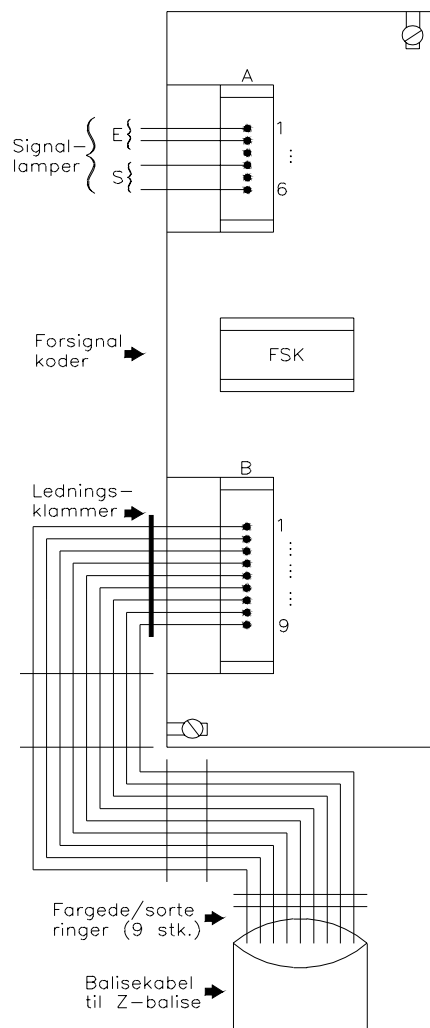 A
Signal-
lamper
E
S
1
⋮
6
Forsignal
koder
FSK
B
Lednings-
klammer
1
⋮
⋮
⋮
9
Fargede/sorte
ringer (9 stk.)
Balisekabel
til Z-balise